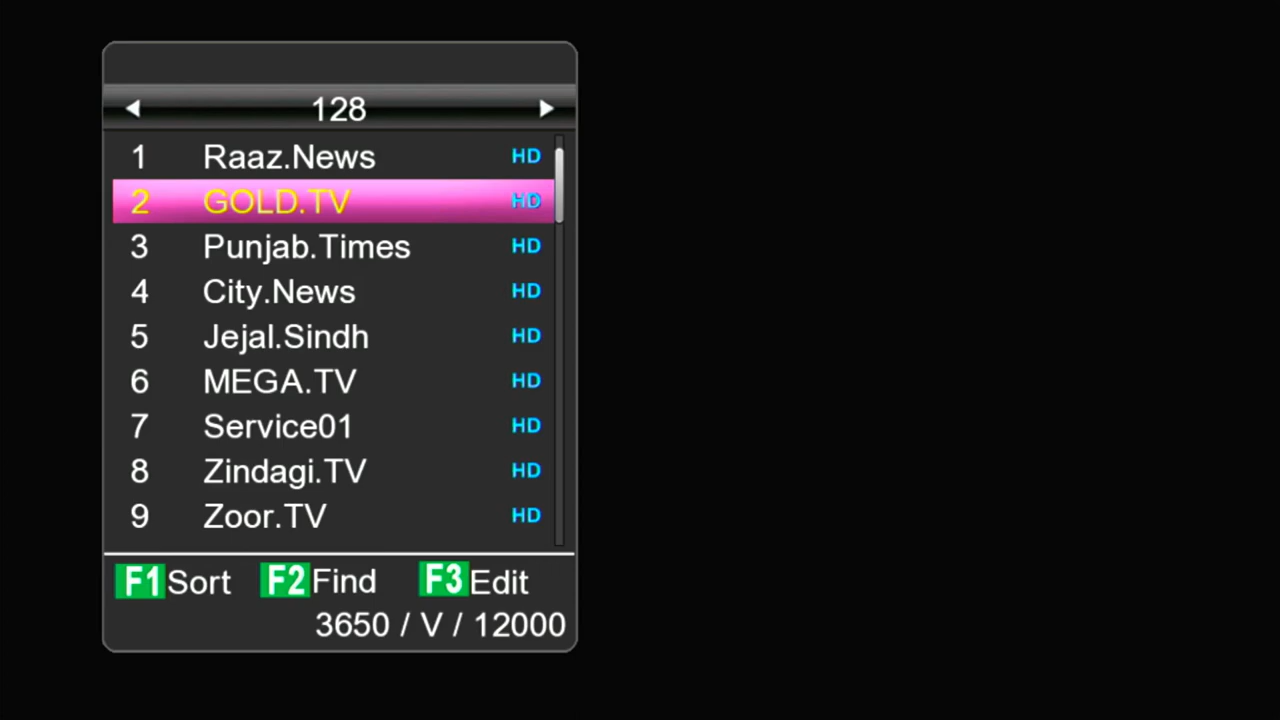 128
1 Raaz.News HD
2 GOLD.TV HD
3 Punjab.Times HD
4 City.News HD
5 Jejal.Sindh HD
6 MEGA.TV HD
7 Service01 HD
8 Zindagi.TV HD
9 Zoor.TV HD
F1 Sort F2 Find F3 Edit
3650 / V / 12000